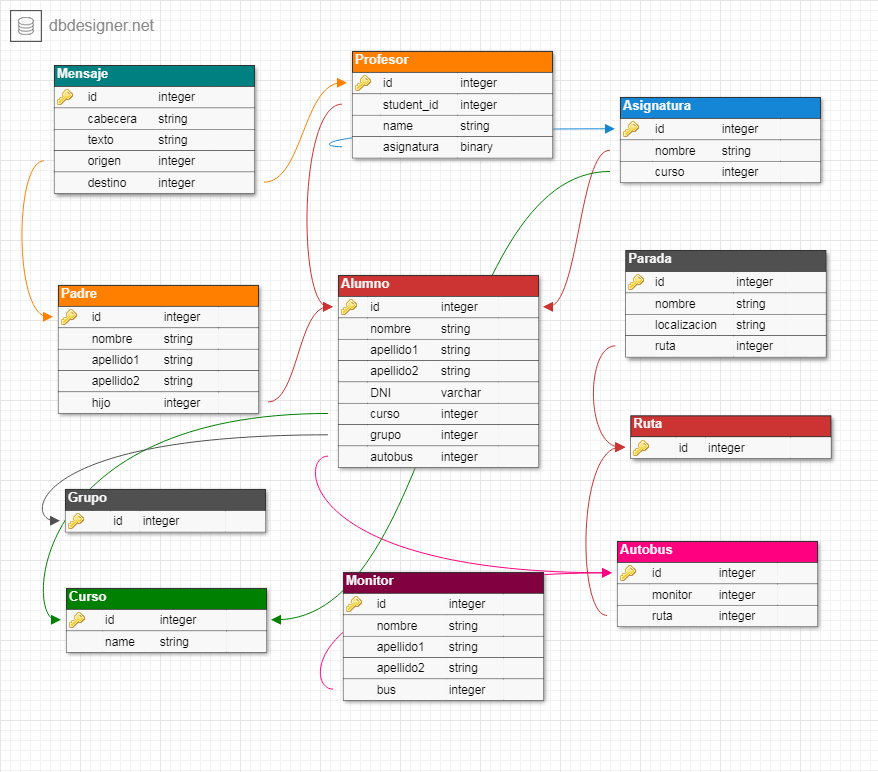 dbdesigner.net
Mensaje
id integer
cabecera string
texto string
origen integer
destino integer
Profesor
id integer
student_id integer
name string
asignatura binary
Asignatura
id integer
nombre string
curso integer
Padre
id integer
nombre string
apellido1 string
apellido2 string
hijo integer
Alumno
id integer
nombre string
apellido1 string
apellido2 string
DNI varchar
curso integer
grupo integer
autobus integer
Parada
id integer
nombre string
localizacion string
ruta integer
Ruta
id integer
Grupo
id integer
Curso
id integer
name string
Monitor
id integer
nombre string
apellido1 string
apellido2 string
bus integer
Autobus
id integer
monitor integer
ruta integer